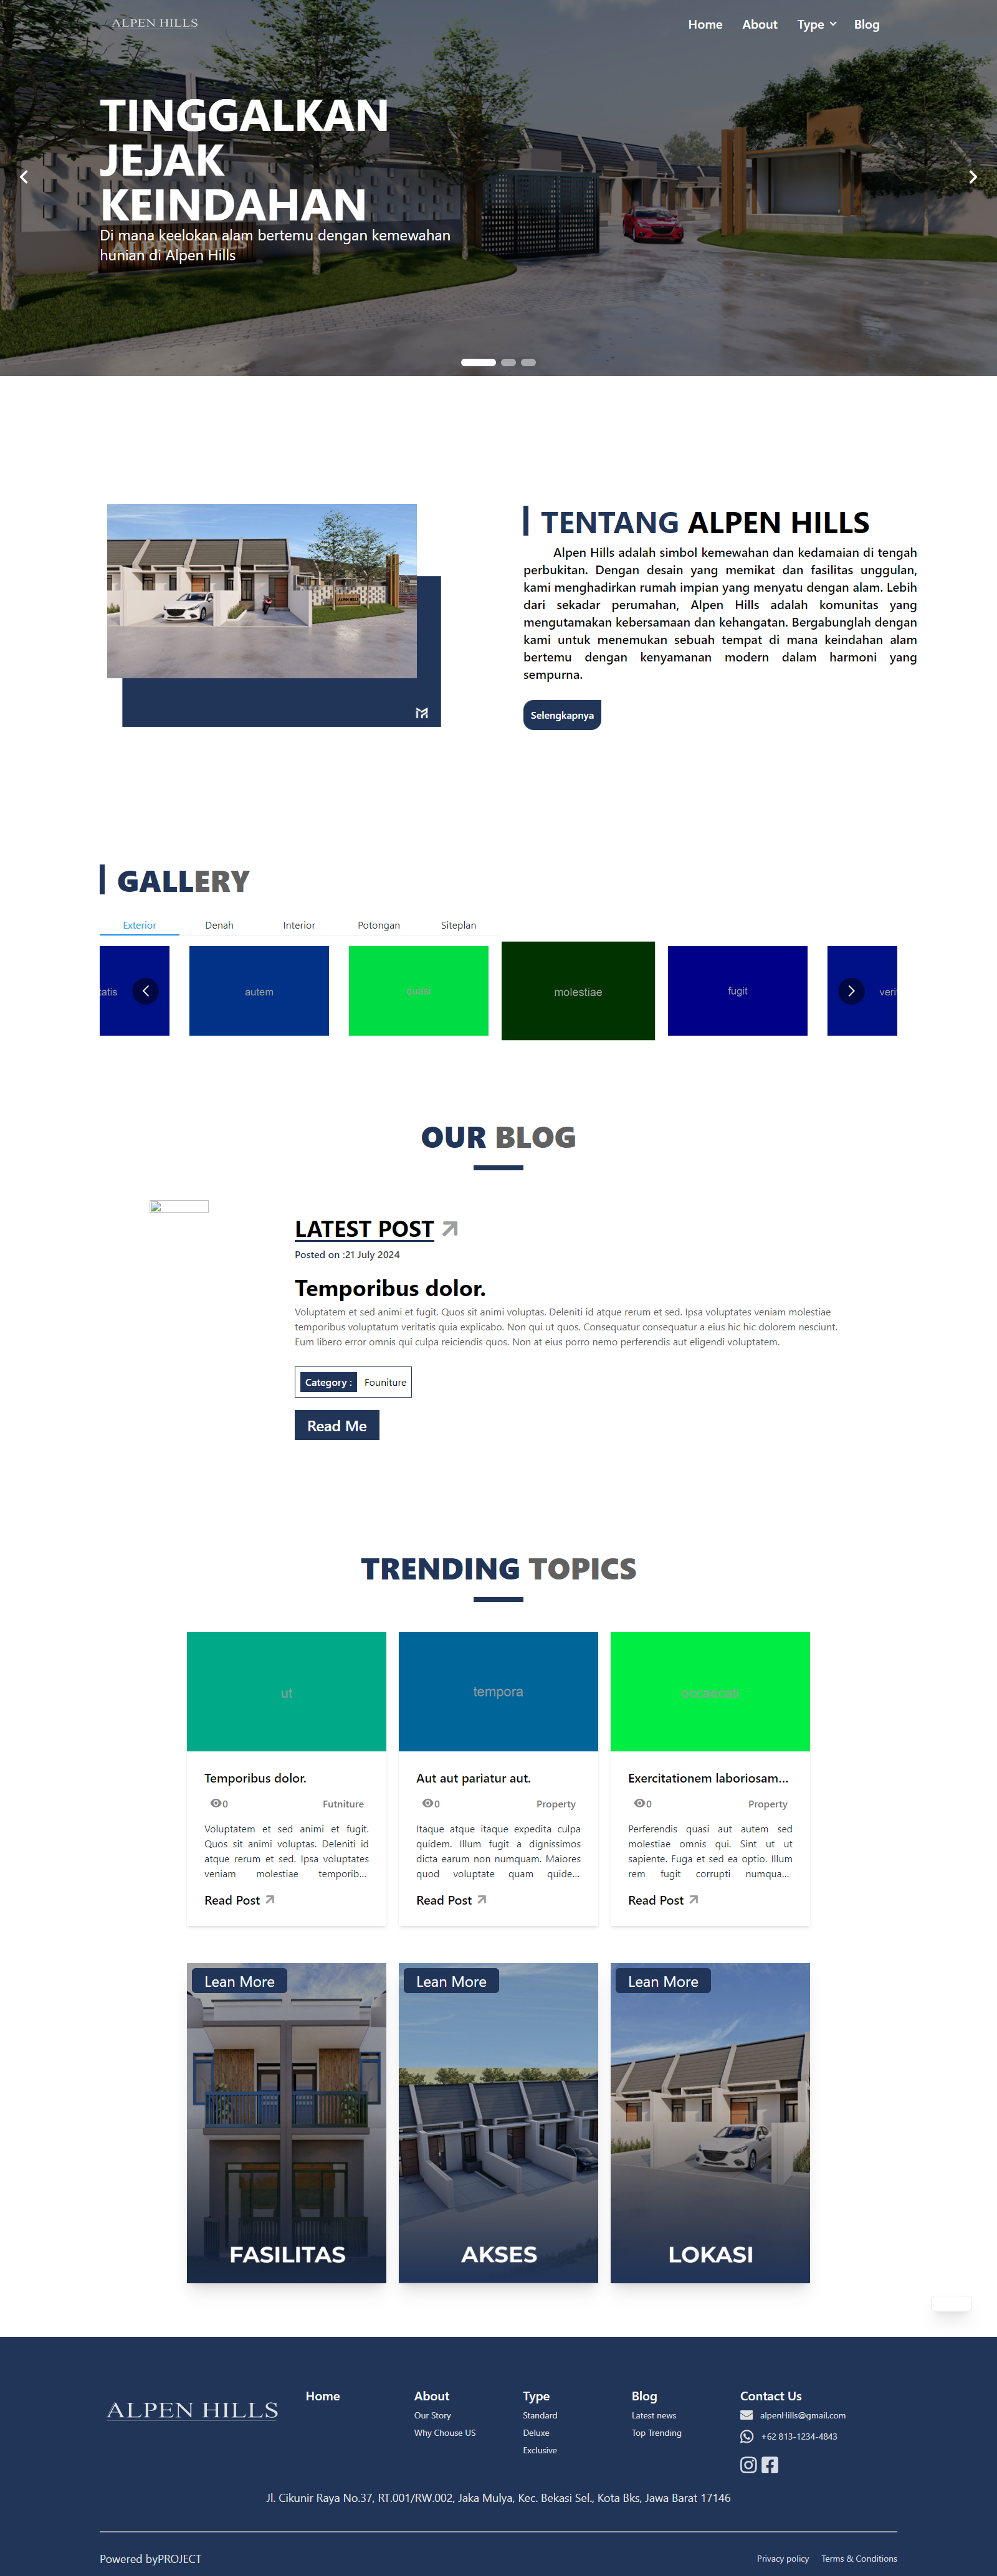 ALPEN HILLS
Home About Type Blog
TINGGALKAN
JEJAK
KEINDAHAN
Di mana keelokan alam bertemu dengan kemewahan
hunian di Alpen Hills
TENTANG ALPEN HILLS
Alpen Hills adalah simbol kemewahan dan kedamaian di tengah
perbukitan. Dengan desain yang memikat dan fasilitas unggulan,
kami menghadirkan rumah impian yang menyatu dengan alam. Lebih
dari sekadar perumahan, Alpen Hills adalah komunitas yang
mengutamakan kebersamaan dan kehangatan. Bergabunglah dengan
kami untuk menemukan sebuah tempat di mana keindahan alam
bertemu dengan kenyamanan modern dalam harmoni yang
sempurna.
ALPEN HILLS
Selengkapnya
GALLERY
Exterior Denah Interior Potongan Siteplan
tatis autem quasi molestiae fugit verit
OUR BLOG
LATEST POST
Posted on :21 July 2024
Temporibus dolor.
Voluptatem et sed animi et fugit. Quos sit animi voluptas. Deleniti id atque rerum et sed. Ipsa voluptates veniam molestiae
temporibus voluptatum veritatis quia explicabo. Non qui ut quos. Consequatur consequatur a eius hic hic dolorem nesciunt.
Eum libero error omnis qui culpa reiciendis quos. Non at eius porro nemo perferendis aut eligendi voluptatem.
Category : Founiture
Read Me
TRENDING TOPICS
ut
Temporibus dolor.
0 Futniture
Voluptatem et sed animi et fugit.
Quos sit animi voluptas. Deleniti id
atque rerum et sed. Ipsa voluptates
veniam molestiae temporib...
Read Post
tempora
Aut aut pariatur aut.
0 Property
Itaque atque itaque expedita culpa
quidem. Illum fugit a dignissimos
dicta earum non numquam. Maiores
quod voluptate quam quide...
Read Post
occaecati
Exercitationem laboriosam...
0 Property
Perferendis quasi aut autem sed
molestiae omnis qui. Sint ut ut
sapiente. Fuga et sed ea optio. Illum
rem fugit corrupti numqua...
Read Post
Lean More
FASILITAS
Lean More
AKSES
Lean More
LOKASI
ALPEN HILLS
Home
About
Our Story
Why Chouse US
Type
Standard
Deluxe
Exclusive
Blog
Latest news
Top Trending
Contact Us
alpenHills@gmail.com
+62 813-1234-4843
Jl. Cikunir Raya No.37, RT.001/RW.002, Jaka Mulya, Kec. Bekasi Sel., Kota Bks, Jawa Barat 17146
Powered byPROJECT
Privacy policy Terms & Conditions